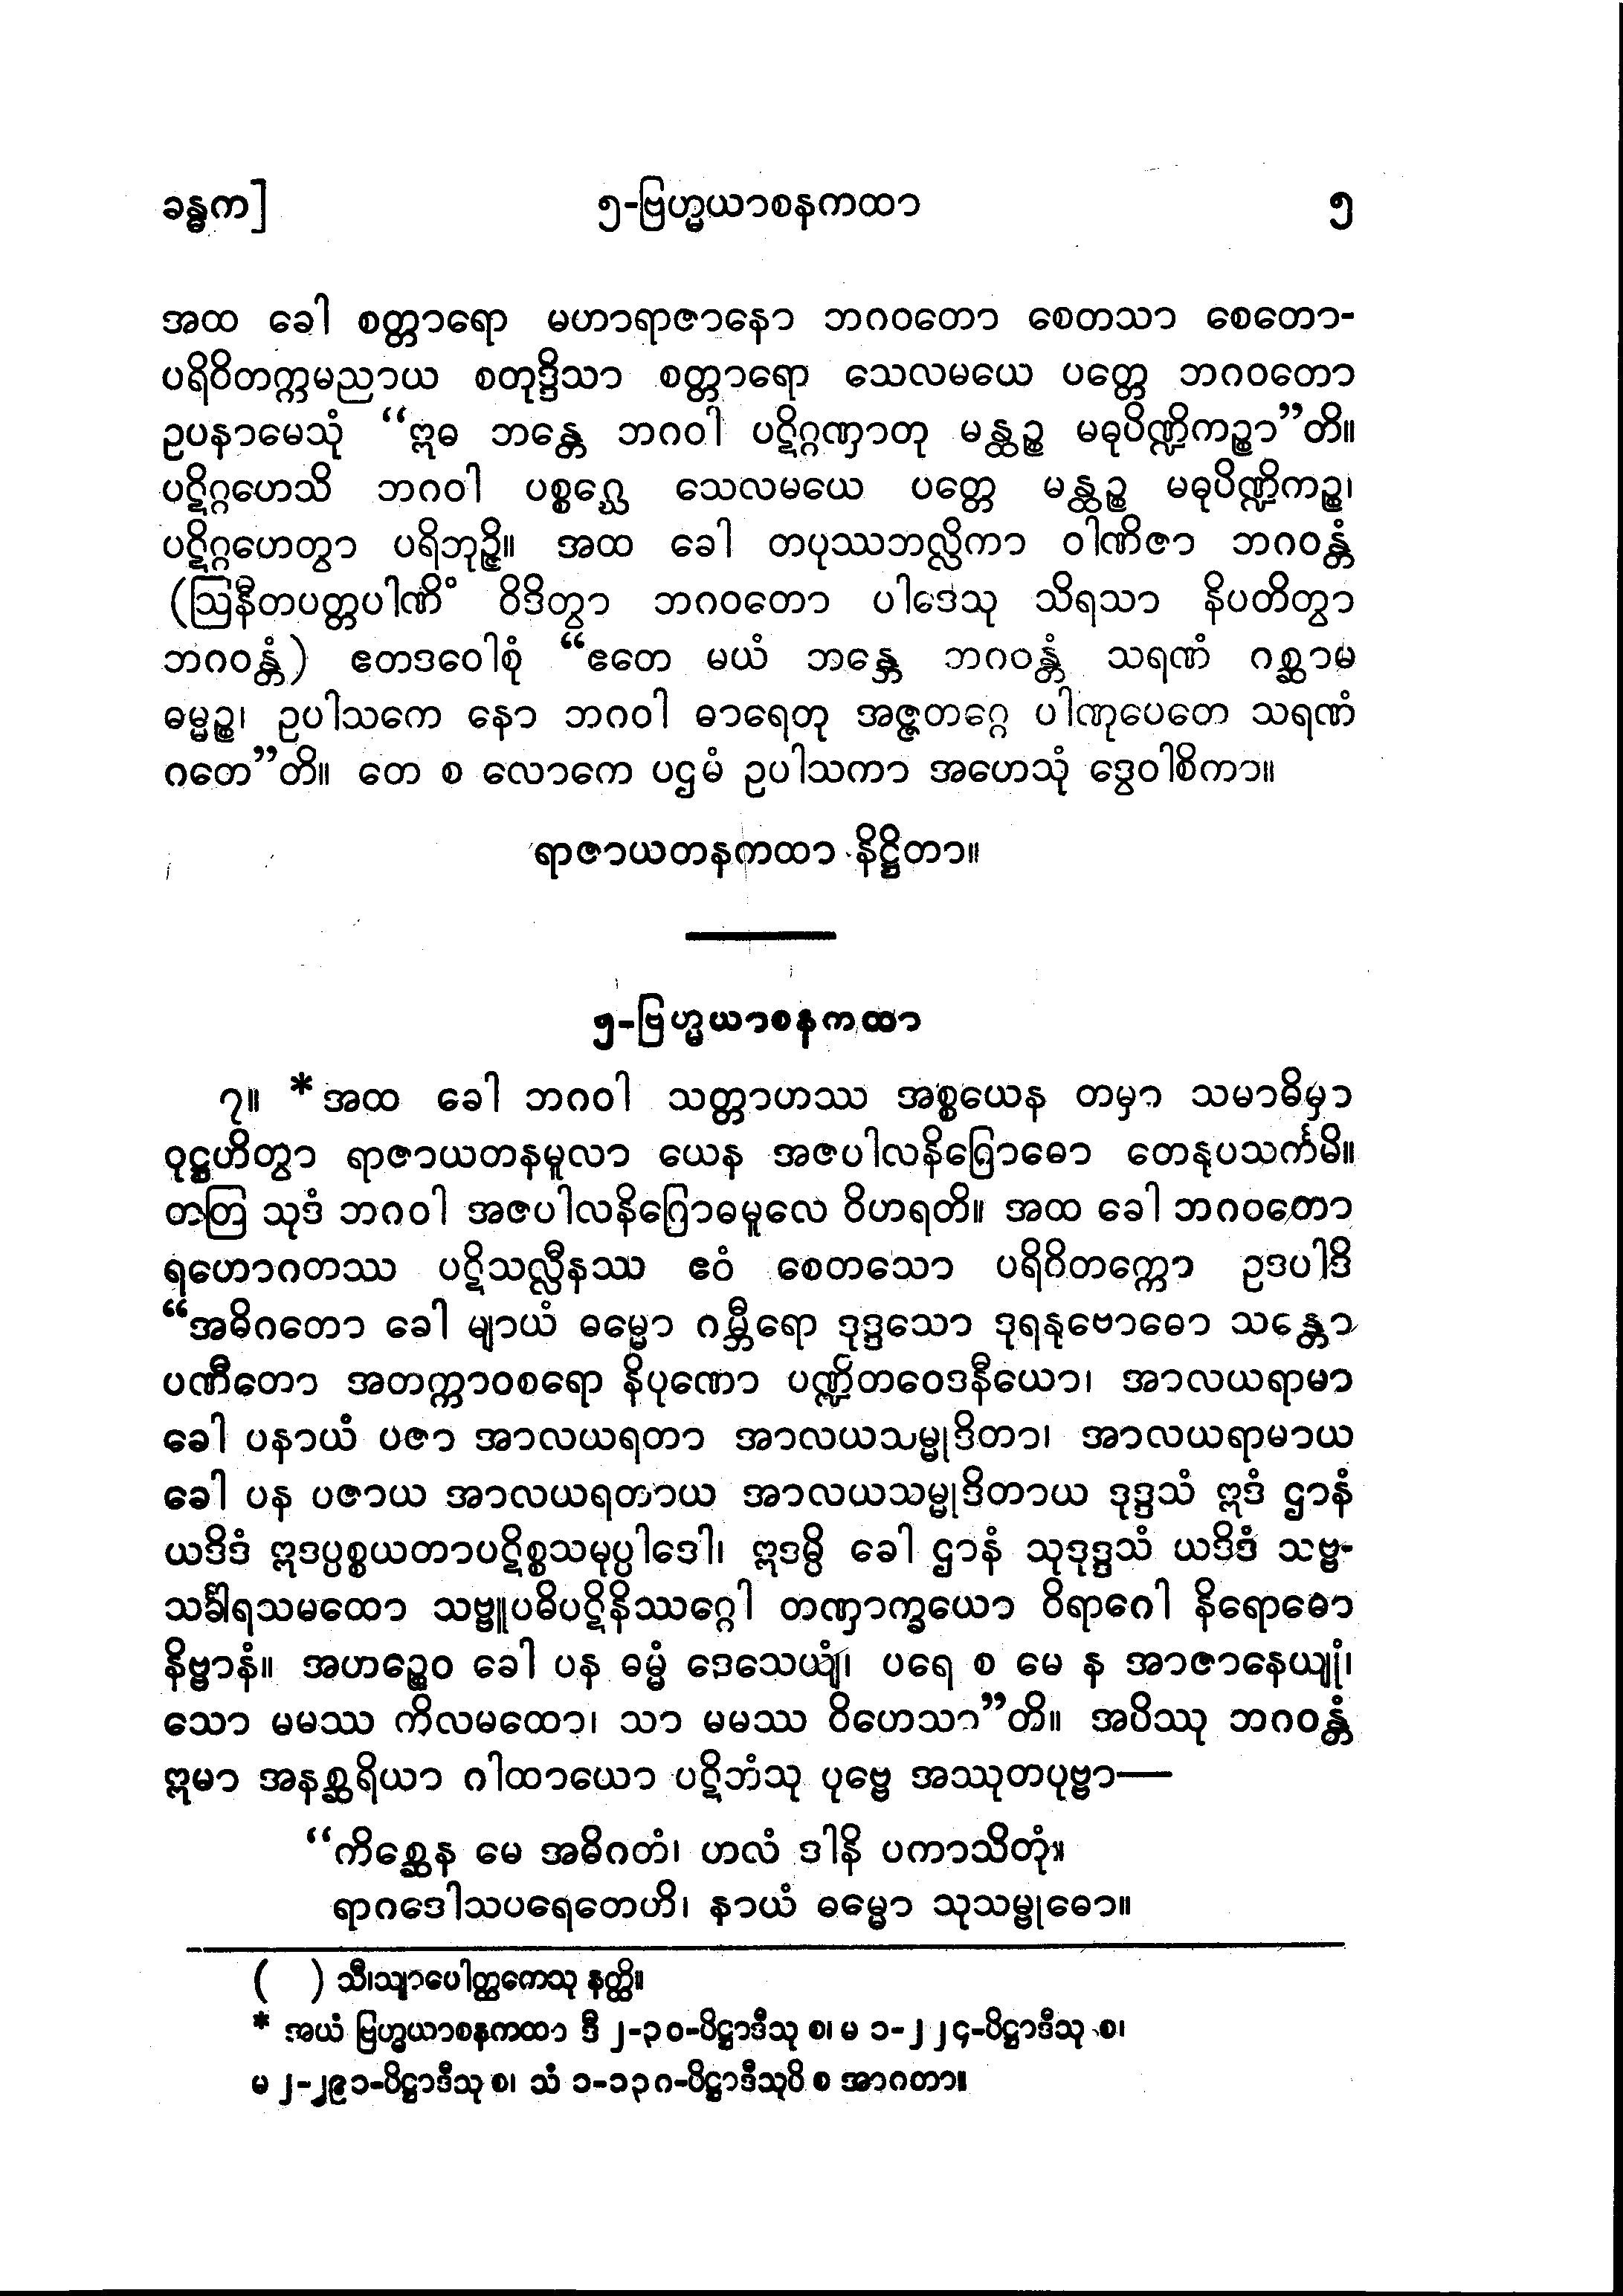 ခန္ဓက] ၅-ဗြဟ္မယာစနကထာ ၅
အထ ခေါ စတ္တာရော မဟာရာဇာနော ဘဂဝတော စေတသာ စေတော-
ပရိဝိတက္ကမညာယ စတုဒ္ဒိသာ စတ္တာရော သေလမယေ ပတ္တေ ဘဂဝတော
ဥပနာမေသုံ “ဣဓ ဘန္တေ ဘဂဝါ ပဋိဂ္ဂဏှာတု မန္ထဉ္စ မဓုပိဏ္ဍိကဉ္စာ”တိ။
ပဋိဂ္ဂဟေသိ ဘဂဝါ ပစ္စဂ္ဃေ သေလမယေ ပတ္တေ မန္ထဉ္စ မဓုပိဏ္ဍိကဉ္စ၊
ပဋိဂ္ဂဟေတွာ ပရိဘုဉ္ဇိ။ အထ ခေါ တပုဿဘလ္လိကာ ဝါဏိဇာ ဘဂဝန္တံ
(ဩနီတပတ္တပါဏိံ ဝိဒိတွာ ဘဂဝတော ပါဒေသု သိရသာ နိပတိတွာ
ဘဂဝန္တံ) ဧတဒဝေါစုံ “ဧတေ မယံ ဘန္တေ ဘဂဝန္တံ သရဏံ ဂစ္ဆာမ
ဓမ္မဉ္စ၊ ဥပါသကေ နော ဘဂဝါ ဓာရေတု အဇ္ဇတဂ္ဂေ ပါဏုပေတေ သရဏံ
ဂတေ”တိ။ တေ စ လောကေ ပဌမံ ဥပါသကာ အဟေသုံ ဒွေဝါစိကာ။
ရာဇာယတနကထာ နိဋ္ဌိတာ။
၅-ဗြဟ္မယာစနကထာ
၇။ *အထ ခေါ ဘဂဝါ သတ္တာဟဿ အစ္စယေန တမှာ သမာဓိမှာ
ဝုဋ္ဌဟိတွာ ရာဇာယတနမူလာ ယေန အဇပါလနိဂြောဓော တေနုပသင်္ကမိ။
တတြ သုဒံ ဘဂဝါ အဇပါလနိဂြောဓမူလေ ဝိဟရတိ။ အထ ခေါ ဘဂဝတော
ရဟောဂတဿ ပဋိသလ္လီနဿ ဧဝံ စေတသော ပရိဝိတက္ကော ဥဒပါဒိ
“အဓိဂတော ခေါ မျာယံ ဓမ္မော ဂမ္ဘီရော ဒုဒ္ဒသော ဒုရနုဗောဓော သန္တော
ပဏီတော အတက္ကာဝစရော နိပုဏော ပဏ္ဍိတဝေဒနီယော၊ အာလယရာမာ
ခေါ ပနာယံ ပဇာ အာလယရတာ အာလယသမ္မုဒိတာ၊ အာလယရာမာယ
ခေါ ပန ပဇာယ အာလယရတာယ အာလယသမ္မုဒိတာယ ဒုဒ္ဒသံ ဣဒံ ဌာနံ
ယဒိဒံ ဣဒပ္ပစ္စယတာပဋိစ္စသမုပ္ပါဒေါ၊ ဣဒမ္ပိ ခေါ ဌာနံ သုဒုဒ္ဒသံ ယဒိဒံ သဗ္ဗ-
သင်္ခါရသမထော သဗ္ဗူပဓိပဋိနိဿဂ္ဂေါ တဏှာက္ခယော ဝိရာဂေါ နိရောဓော
နိဗ္ဗာနံ။ အဟဉ္စေဝ ခေါ ပန ဓမ္မံ ဒေသေယျံ၊ ပရေ စ မေ န အာဇာနေယျုံ၊
သော မမဿ ကိလမထော၊ သာ မမဿ ဝိဟေသာ”တိ။ အပိဿု ဘဂဝန္တံ
ဣမာ အနစ္ဆရိယာ ဂါထာယော ပဋိဘံသု ပုဗ္ဗေ အဿုတပုဗ္ဗာ—
“ကိစ္ဆေန မေ အဓိဂတံ၊ ဟလံ ဒါနိ ပကာသိတုံ။
ရာဂဒေါသပရေတေဟိ၊ နာယံ ဓမ္မော သုသမ္ဗုဓော။
( ) သီ၊သျာပေါတ္ထကေသု နတ္ထိ။
* အယံ ဗြဟ္မယာစနကထာ ဒီ ၂-၃၀-ပိဋ္ဌာဒီသု စ၊ မ ၁-၂၂၄-ပိဋ္ဌာဒီသု စ၊
မ ၂-၂၉၁-ပိဋ္ဌာဒီသု စ၊ သံ ၁-၁၃၇-ပိဋ္ဌာဒီသုပိ စ အာဂတာ။